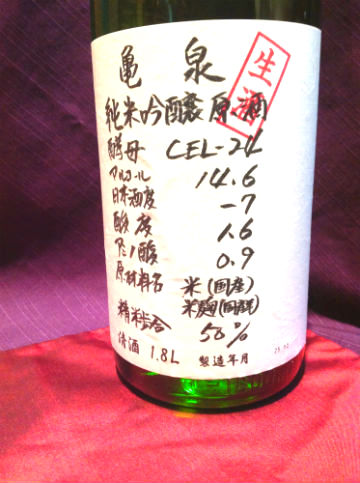 亀泉
生酒
純米吟醸原酒
酵母 CEL-24
アルコール 14.6
日本酒度 -7
酸度 1.6
アミノ酸 0.9
原材料名 米(国産)
米麹(国産米)
精米歩合 50%
清酒 1.8L 製造年月